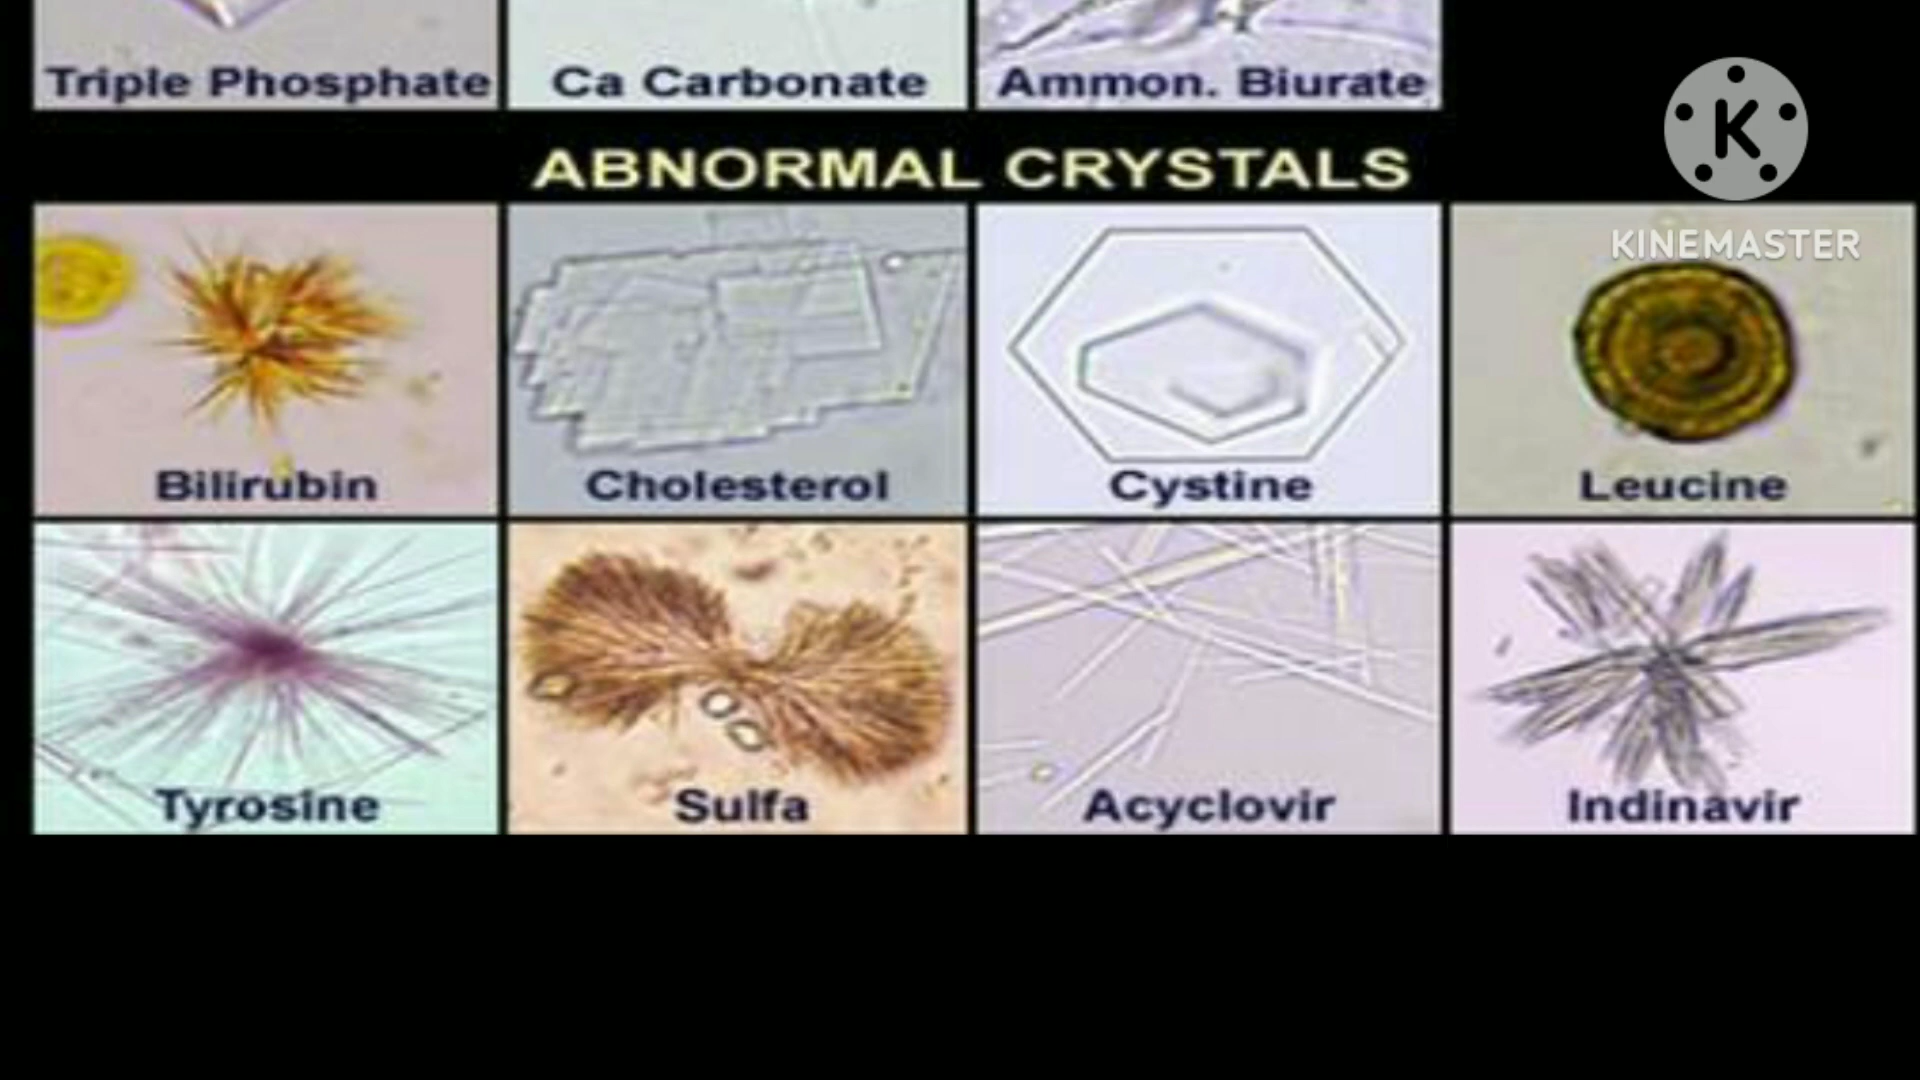 Triple Phosphate Ca Carbonate Ammon. Biurate
K
KINEMASTER
ABNORMAL CRYSTALS
Bilirubin Cholesterol Cystine Leucine
Tyrosine Sulfa Acyclovir Indinavir